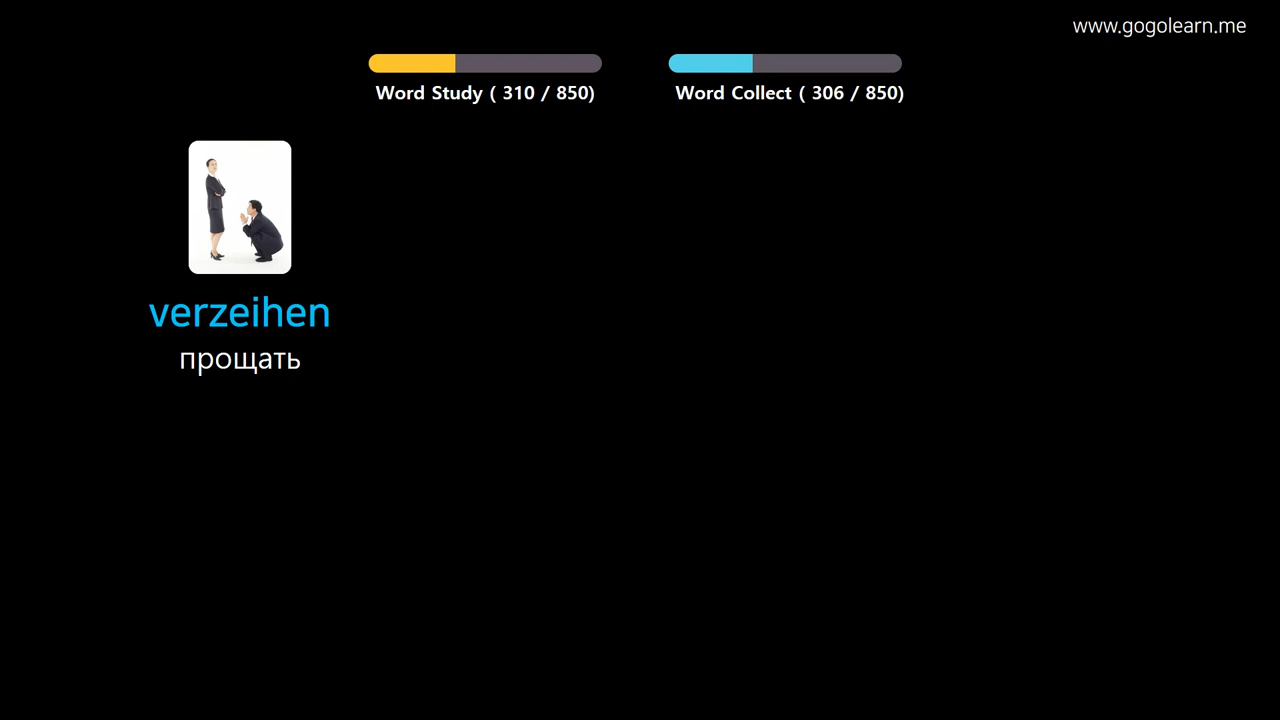 www.gogolearn.me
Word Study ( 310 / 850)
Word Collect ( 306 / 850)
verzeihen
прощать